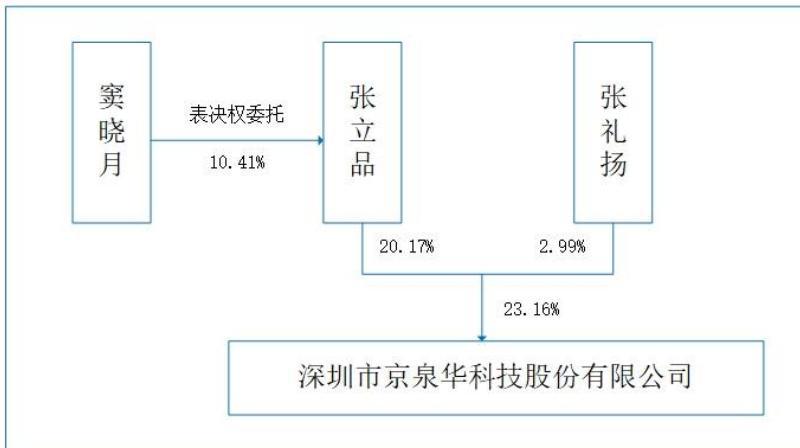 窦晓月
表决权委托
10.41%
张立品
张礼扬
20.17%
2.99%
23.16%
深圳市京泉华科技股份有限公司